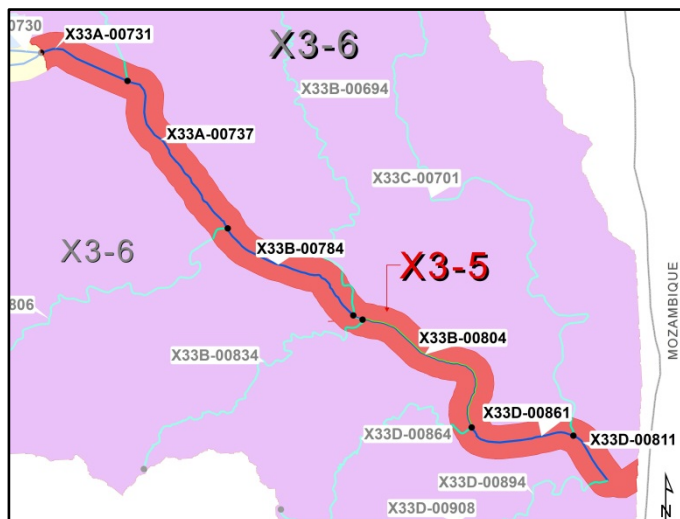 0730
X33A-00731
X3-6
X33B-00694
X33A-00737
X33C-00701
X3-6
X33B-00784
X3-5
MOZAMBIQUE
806
X33B-00804
X33B-00834
X33D-00861
X33D-00864
X33D-00811
X33D-00894
X33D-00908
N